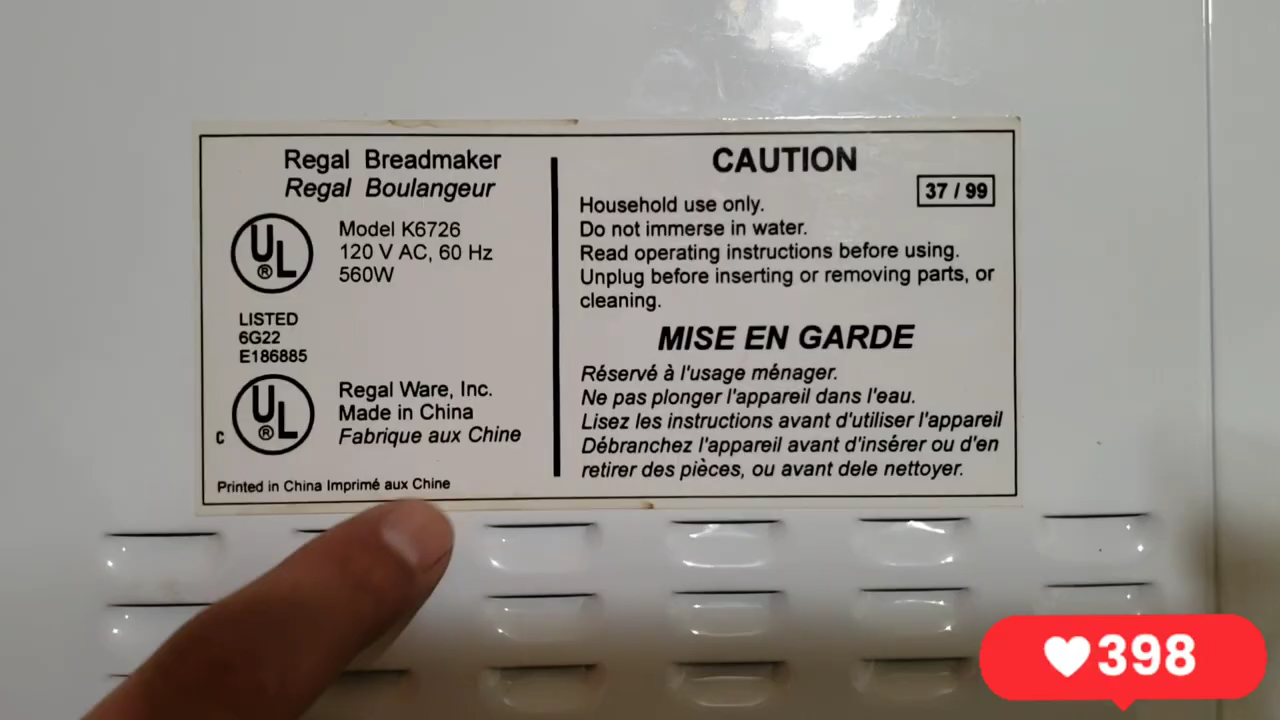 Regal Breadmaker
Regal Boulangeur
UL
®
Model K6726
120 V AC, 60 Hz
560W
LISTED
6G22
E186885
C
UL
®
Regal Ware, Inc.
Made in China
Fabrique aux Chine
Printed in China Imprimé aux Chine
CAUTION
37 / 99
Household use only.
Do not immerse in water.
Read operating instructions before using.
Unplug before inserting or removing parts, or
cleaning.
MISE EN GARDE
Réservé à l'usage ménager.
Ne pas plonger l'appareil dans l'eau.
Lisez les instructions avant d'utiliser l'appareil
Débranchez l'appareil avant d'insérer ou d'en
retirer des pièces, ou avant dele nettoyer.
398